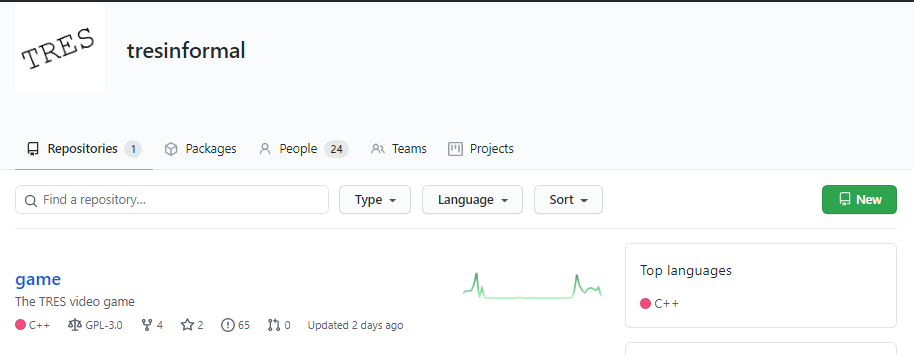 TRES
tresinformal
Repositories 1 Packages People 24 Teams Projects
Find a repository... Type Language Sort New
game
The TRES video game
C++ GPL-3.0 4 2 65 0 Updated 2 days ago
Top languages
C++